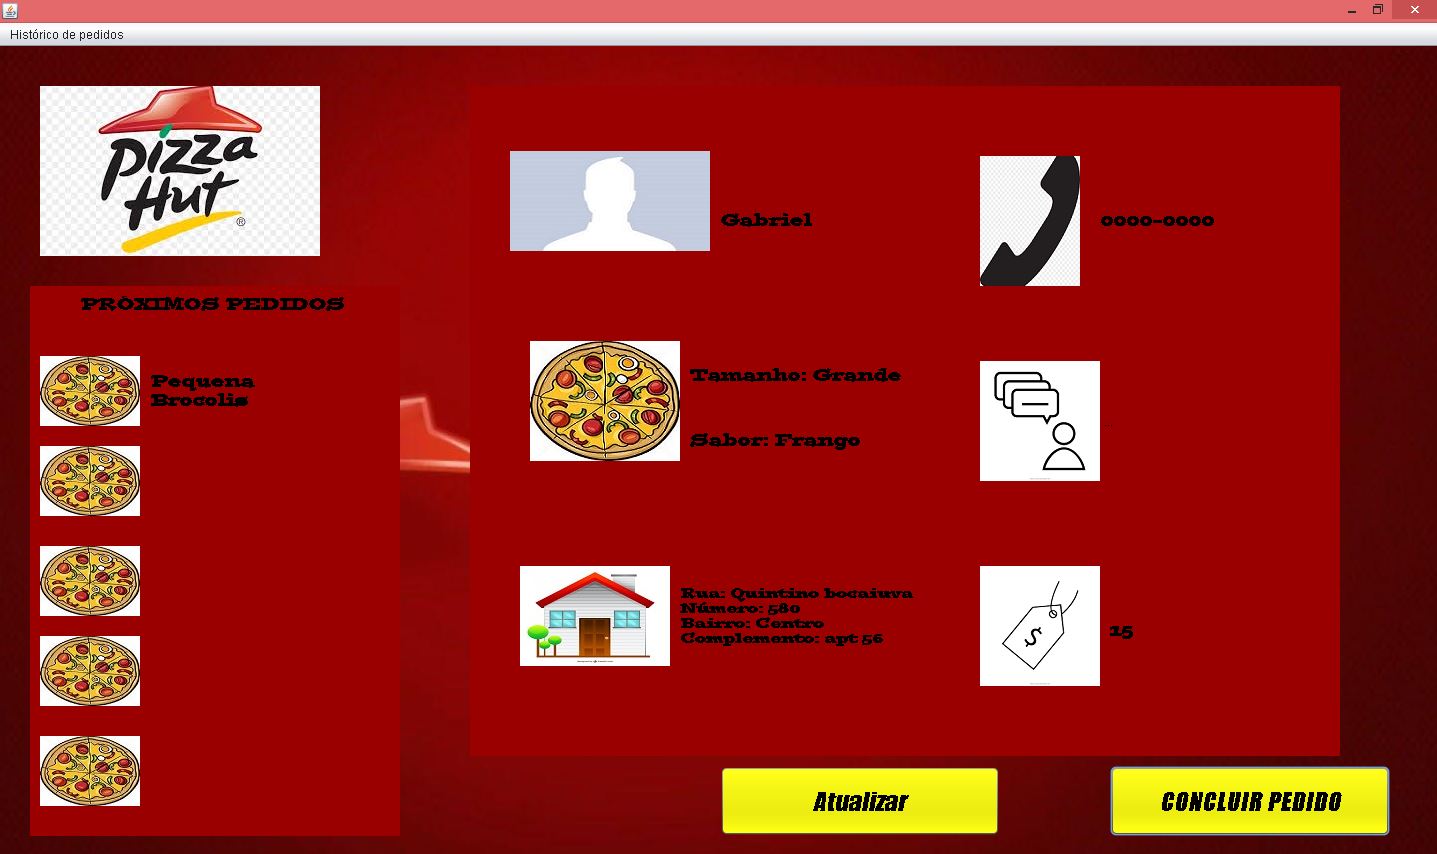 Histórico de pedidos
Pizza
Hut
®
PRÓXIMOS PEDIDOS
Pequena
Brocolis
Gabriel
0000-0000
Tamanho: Grande
Sabor: Frango
Rua: Quintino bocaiuva
Número: 580
Bairro: Centro
Complemento: apt 56
$
15
Atualizar
CONCLUIR PEDIDO